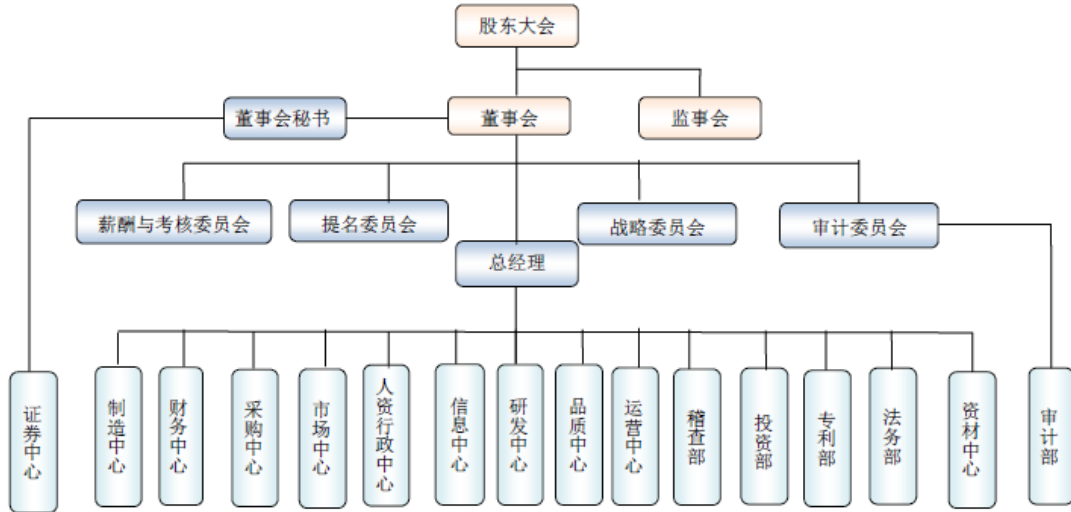 股东大会
董事会秘书
董事会
监事会
薪酬与考核委员会
提名委员会
战略委员会
审计委员会
总经理
证券中心
制造中心
财务中心
采购中心
市场中心
人资行政中心
信息中心
研发中心
品质中心
运营中心
稽查部
投资部
专利部
法务部
资材中心
审计部